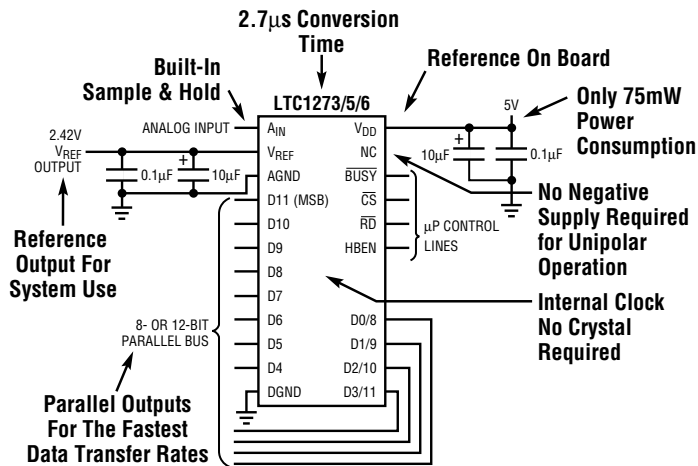 2.7µs Conversion
Time
Built-In
Sample & Hold
Reference On Board
LTC1273/5/6
5V
Only 75mW
Power
Consumption
2.42V
VREF
OUTPUT
ANALOG INPUT
AIN
VREF
AGND
D11 (MSB)
D10
D9
D8
D7
D6
D5
D4
DGND
VDD
NC
BUSY
CS
RD
HBEN
D0/8
D1/9
D2/10
D3/11
0.1µF
+
10µF
+
10µF
0.1µF
µP CONTROL
LINES
No Negative
Supply Required
for Unipolar
Operation
Reference
Output For
System Use
Internal Clock
No Crystal
Required
8- OR 12-BIT
PARALLEL BUS
Parallel Outputs
For The Fastest
Data Transfer Rates